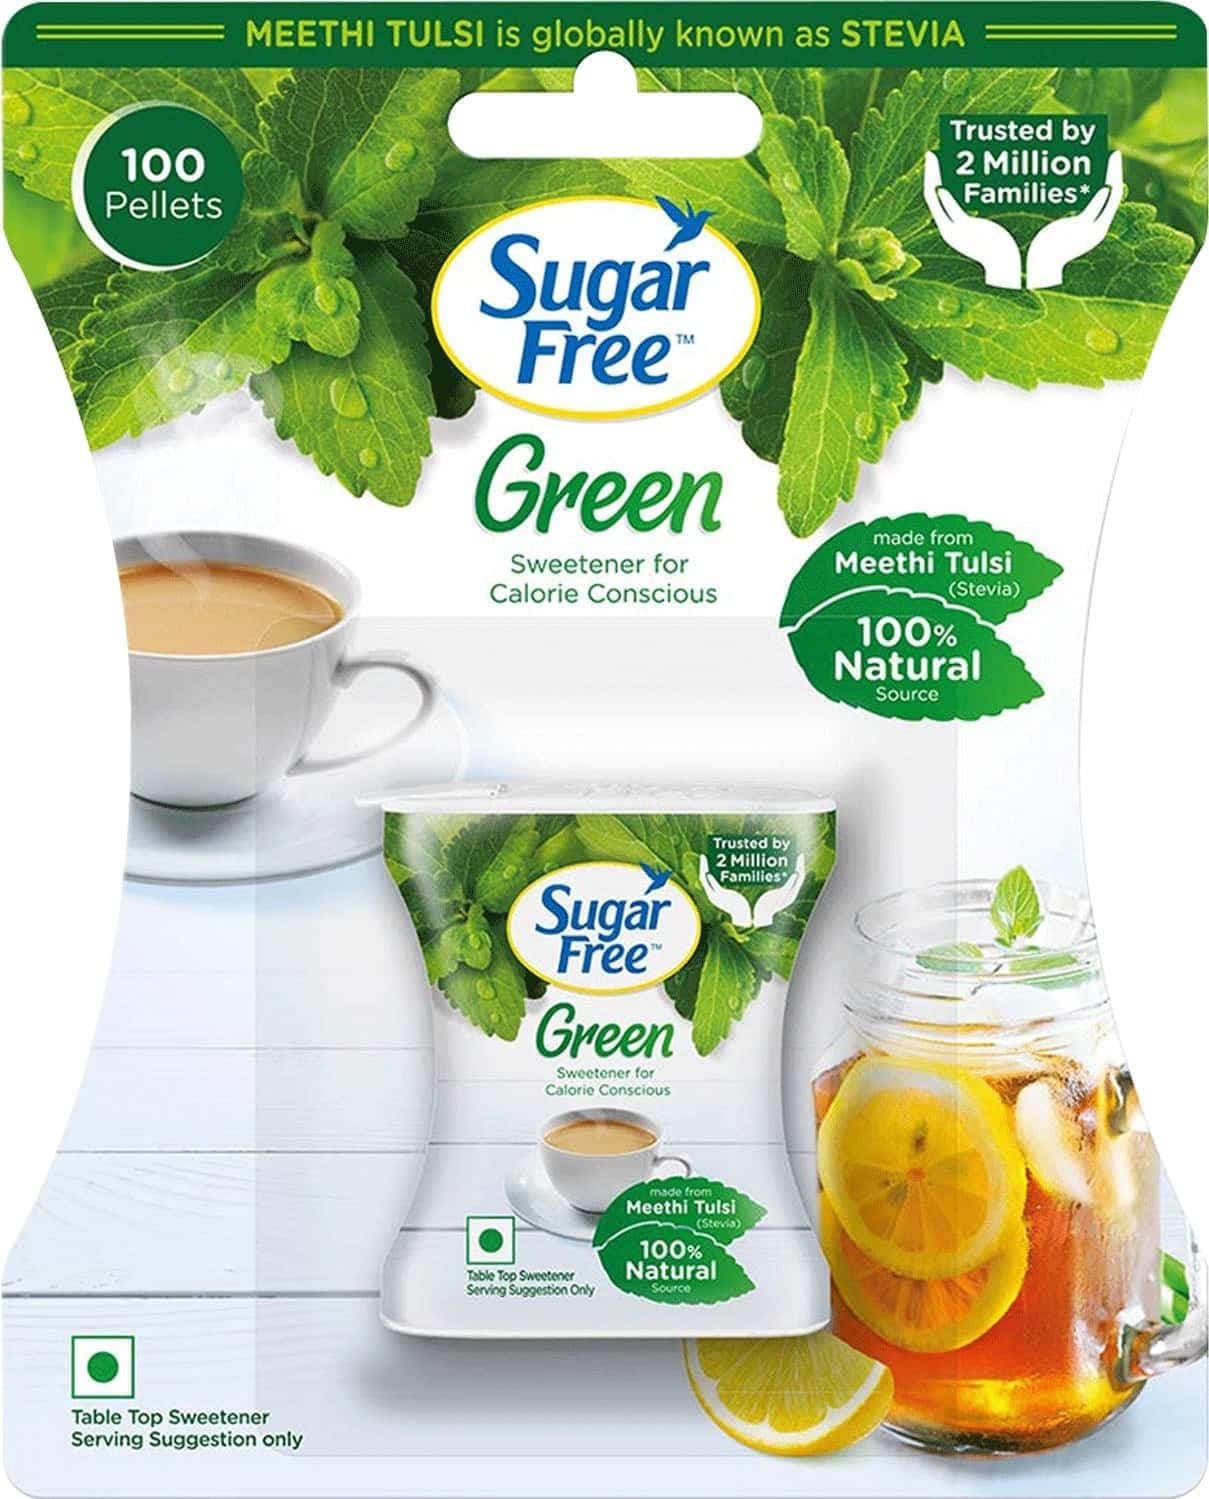 MEETHI TULSI is globally known as STEVIA
100
Pellets
Trusted by
2 Million
Families*
Sugar
Free™
Green
Sweetener for
Calorie Conscious
made from
Meethi Tulsi
(Stevia)
100%
Natural
Source
Trusted by
2 Million
Families*
Sugar
Free™
Green
Sweetener for
Calorie Conscious
made from
Meethi Tulsi
(Stevia)
100%
Natural
Source
Table Top Sweetener
Serving Suggestion Only
Table Top Sweetener
Serving Suggestion only